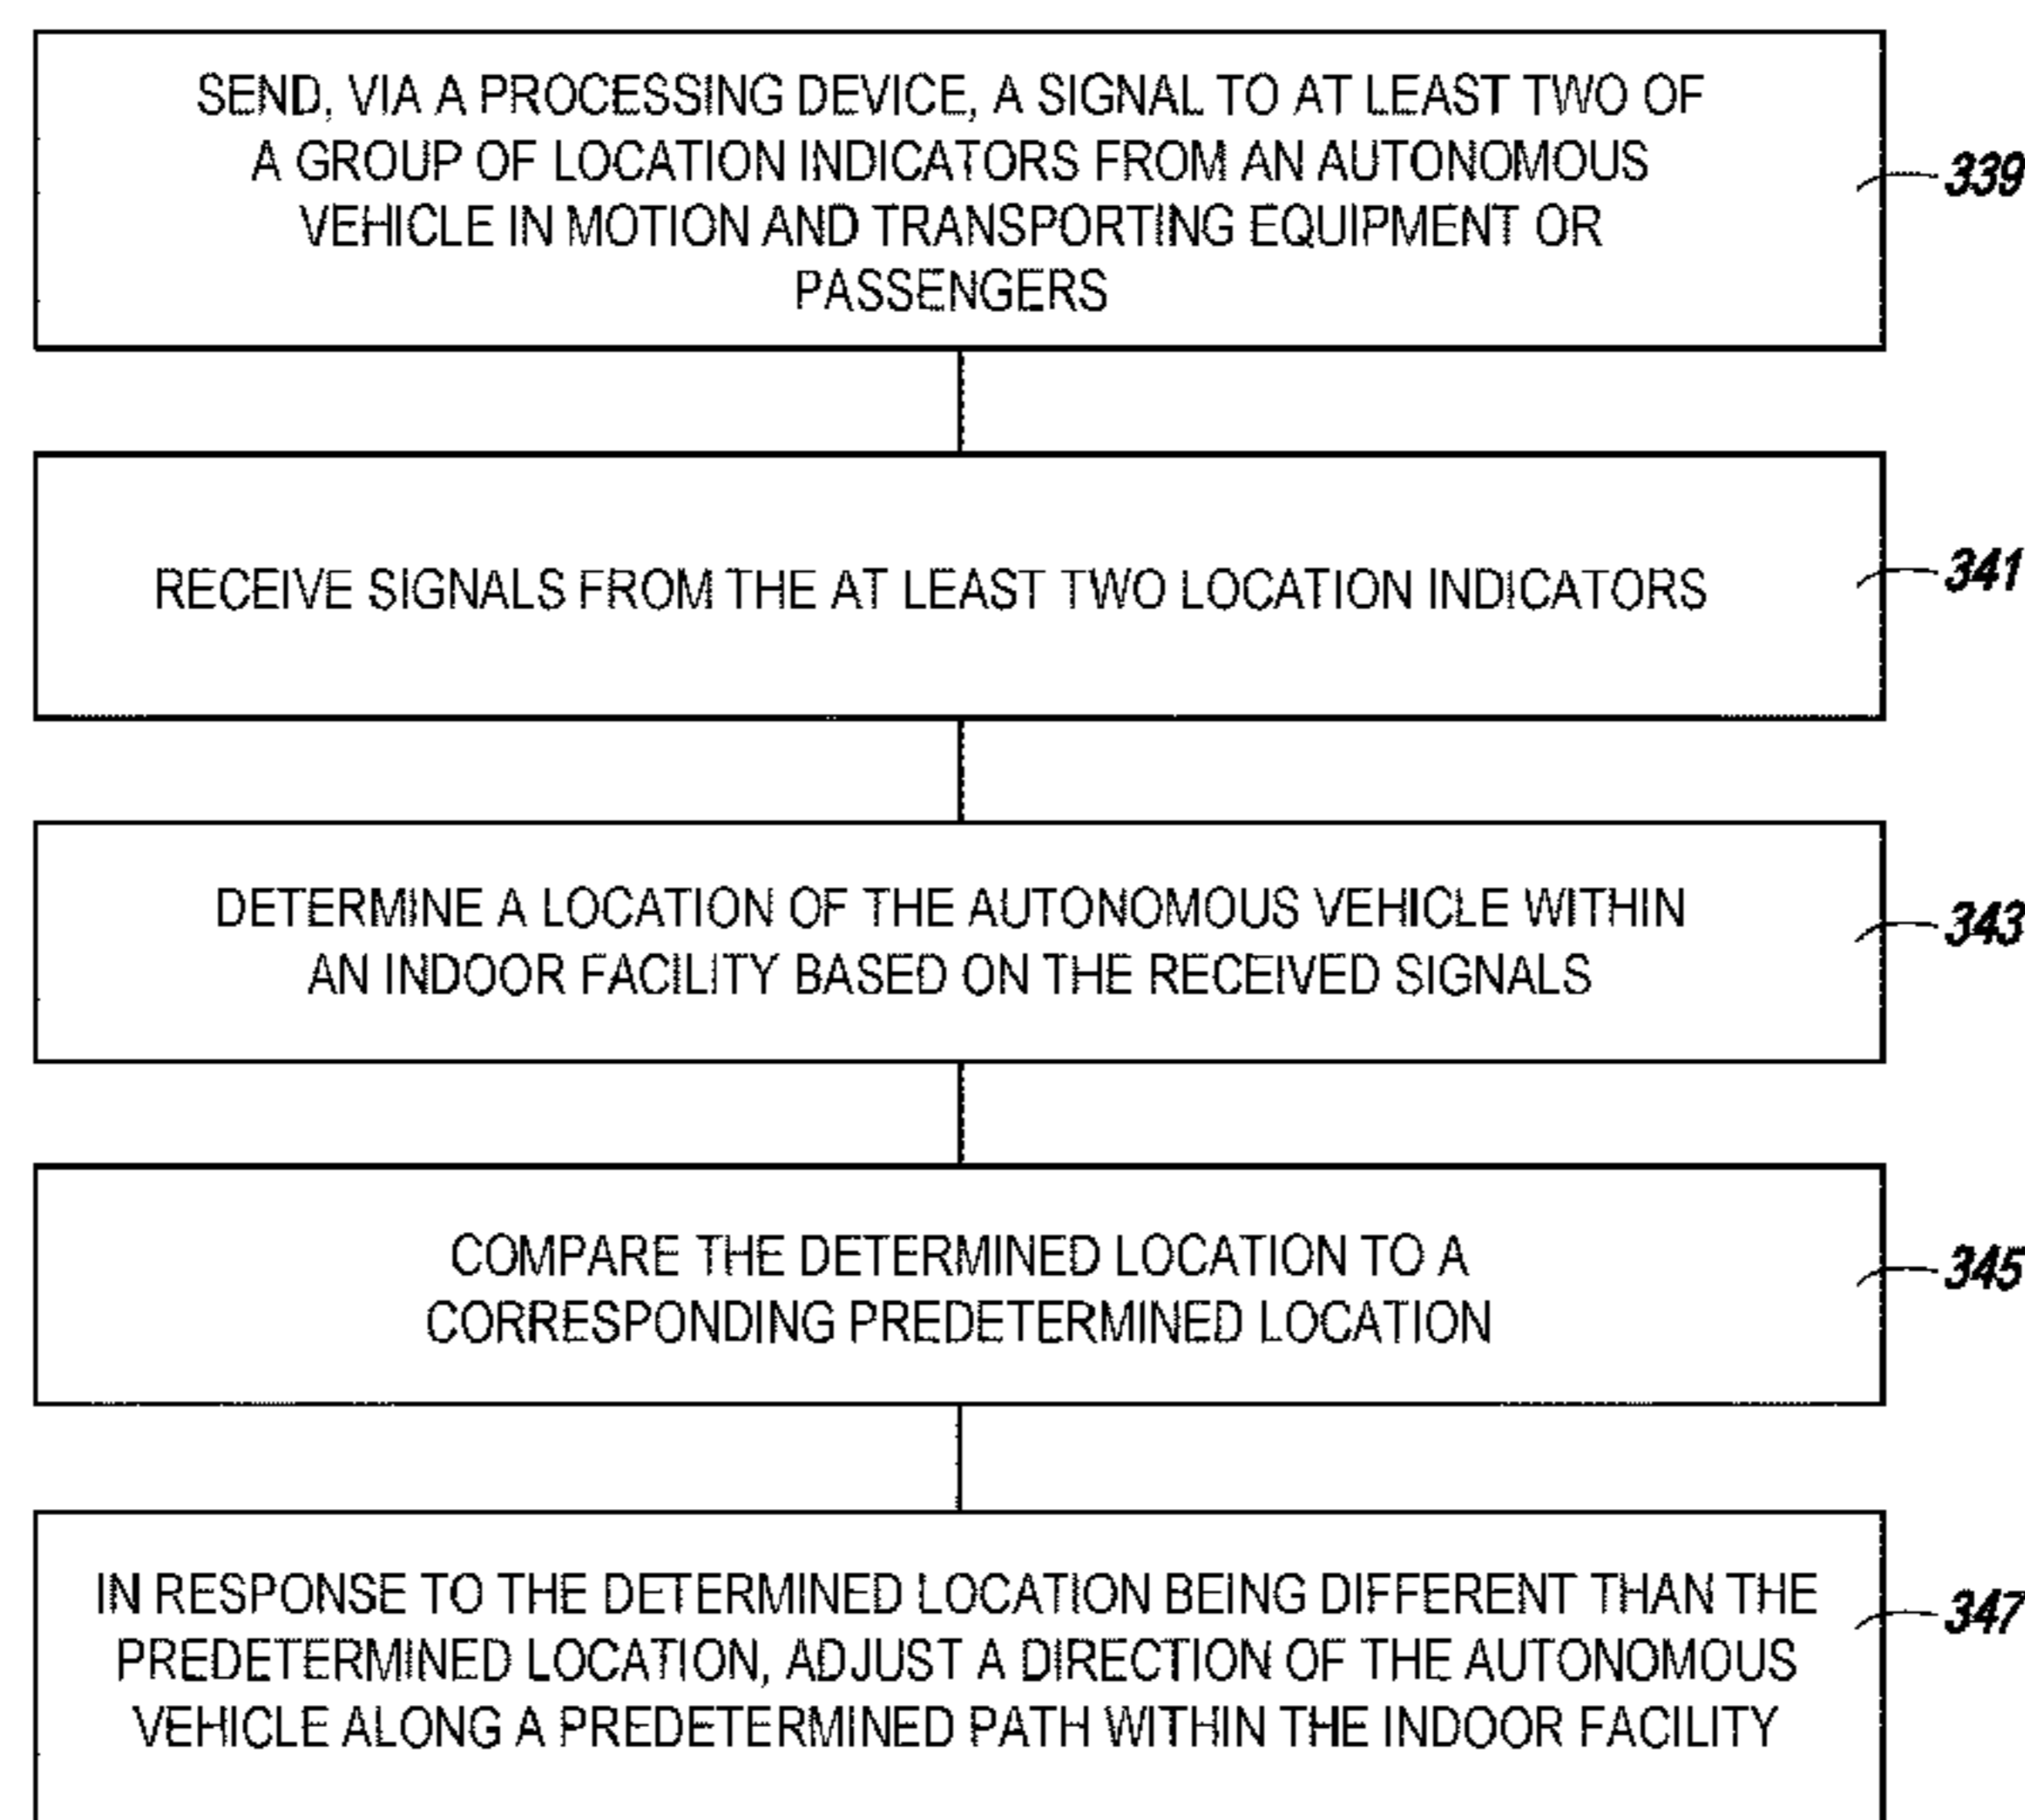 SEND, VIA A PROCESSING DEVICE, A SIGNAL TO AT LEAST TWO OF
A GROUP OF LOCATION INDICATORS FROM AN AUTONOMOUS
VEHICLE IN MOTION AND TRANSPORTING EQUIPMENT OR
PASSENGERS
339
RECEIVE SIGNALS FROM THE AT LEAST TWO LOCATION INDICATORS
341
DETERMINE A LOCATION OF THE AUTONOMOUS VEHICLE WITHIN
AN INDOOR FACILITY BASED ON THE RECEIVED SIGNALS
343
COMPARE THE DETERMINED LOCATION TO A
CORRESPONDING PREDETERMINED LOCATION
345
IN RESPONSE TO THE DETERMINED LOCATION BEING DIFFERENT THAN THE
PREDETERMINED LOCATION, ADJUST A DIRECTION OF THE AUTONOMOUS
VEHICLE ALONG A PREDETERMINED PATH WITHIN THE INDOOR FACILITY
347